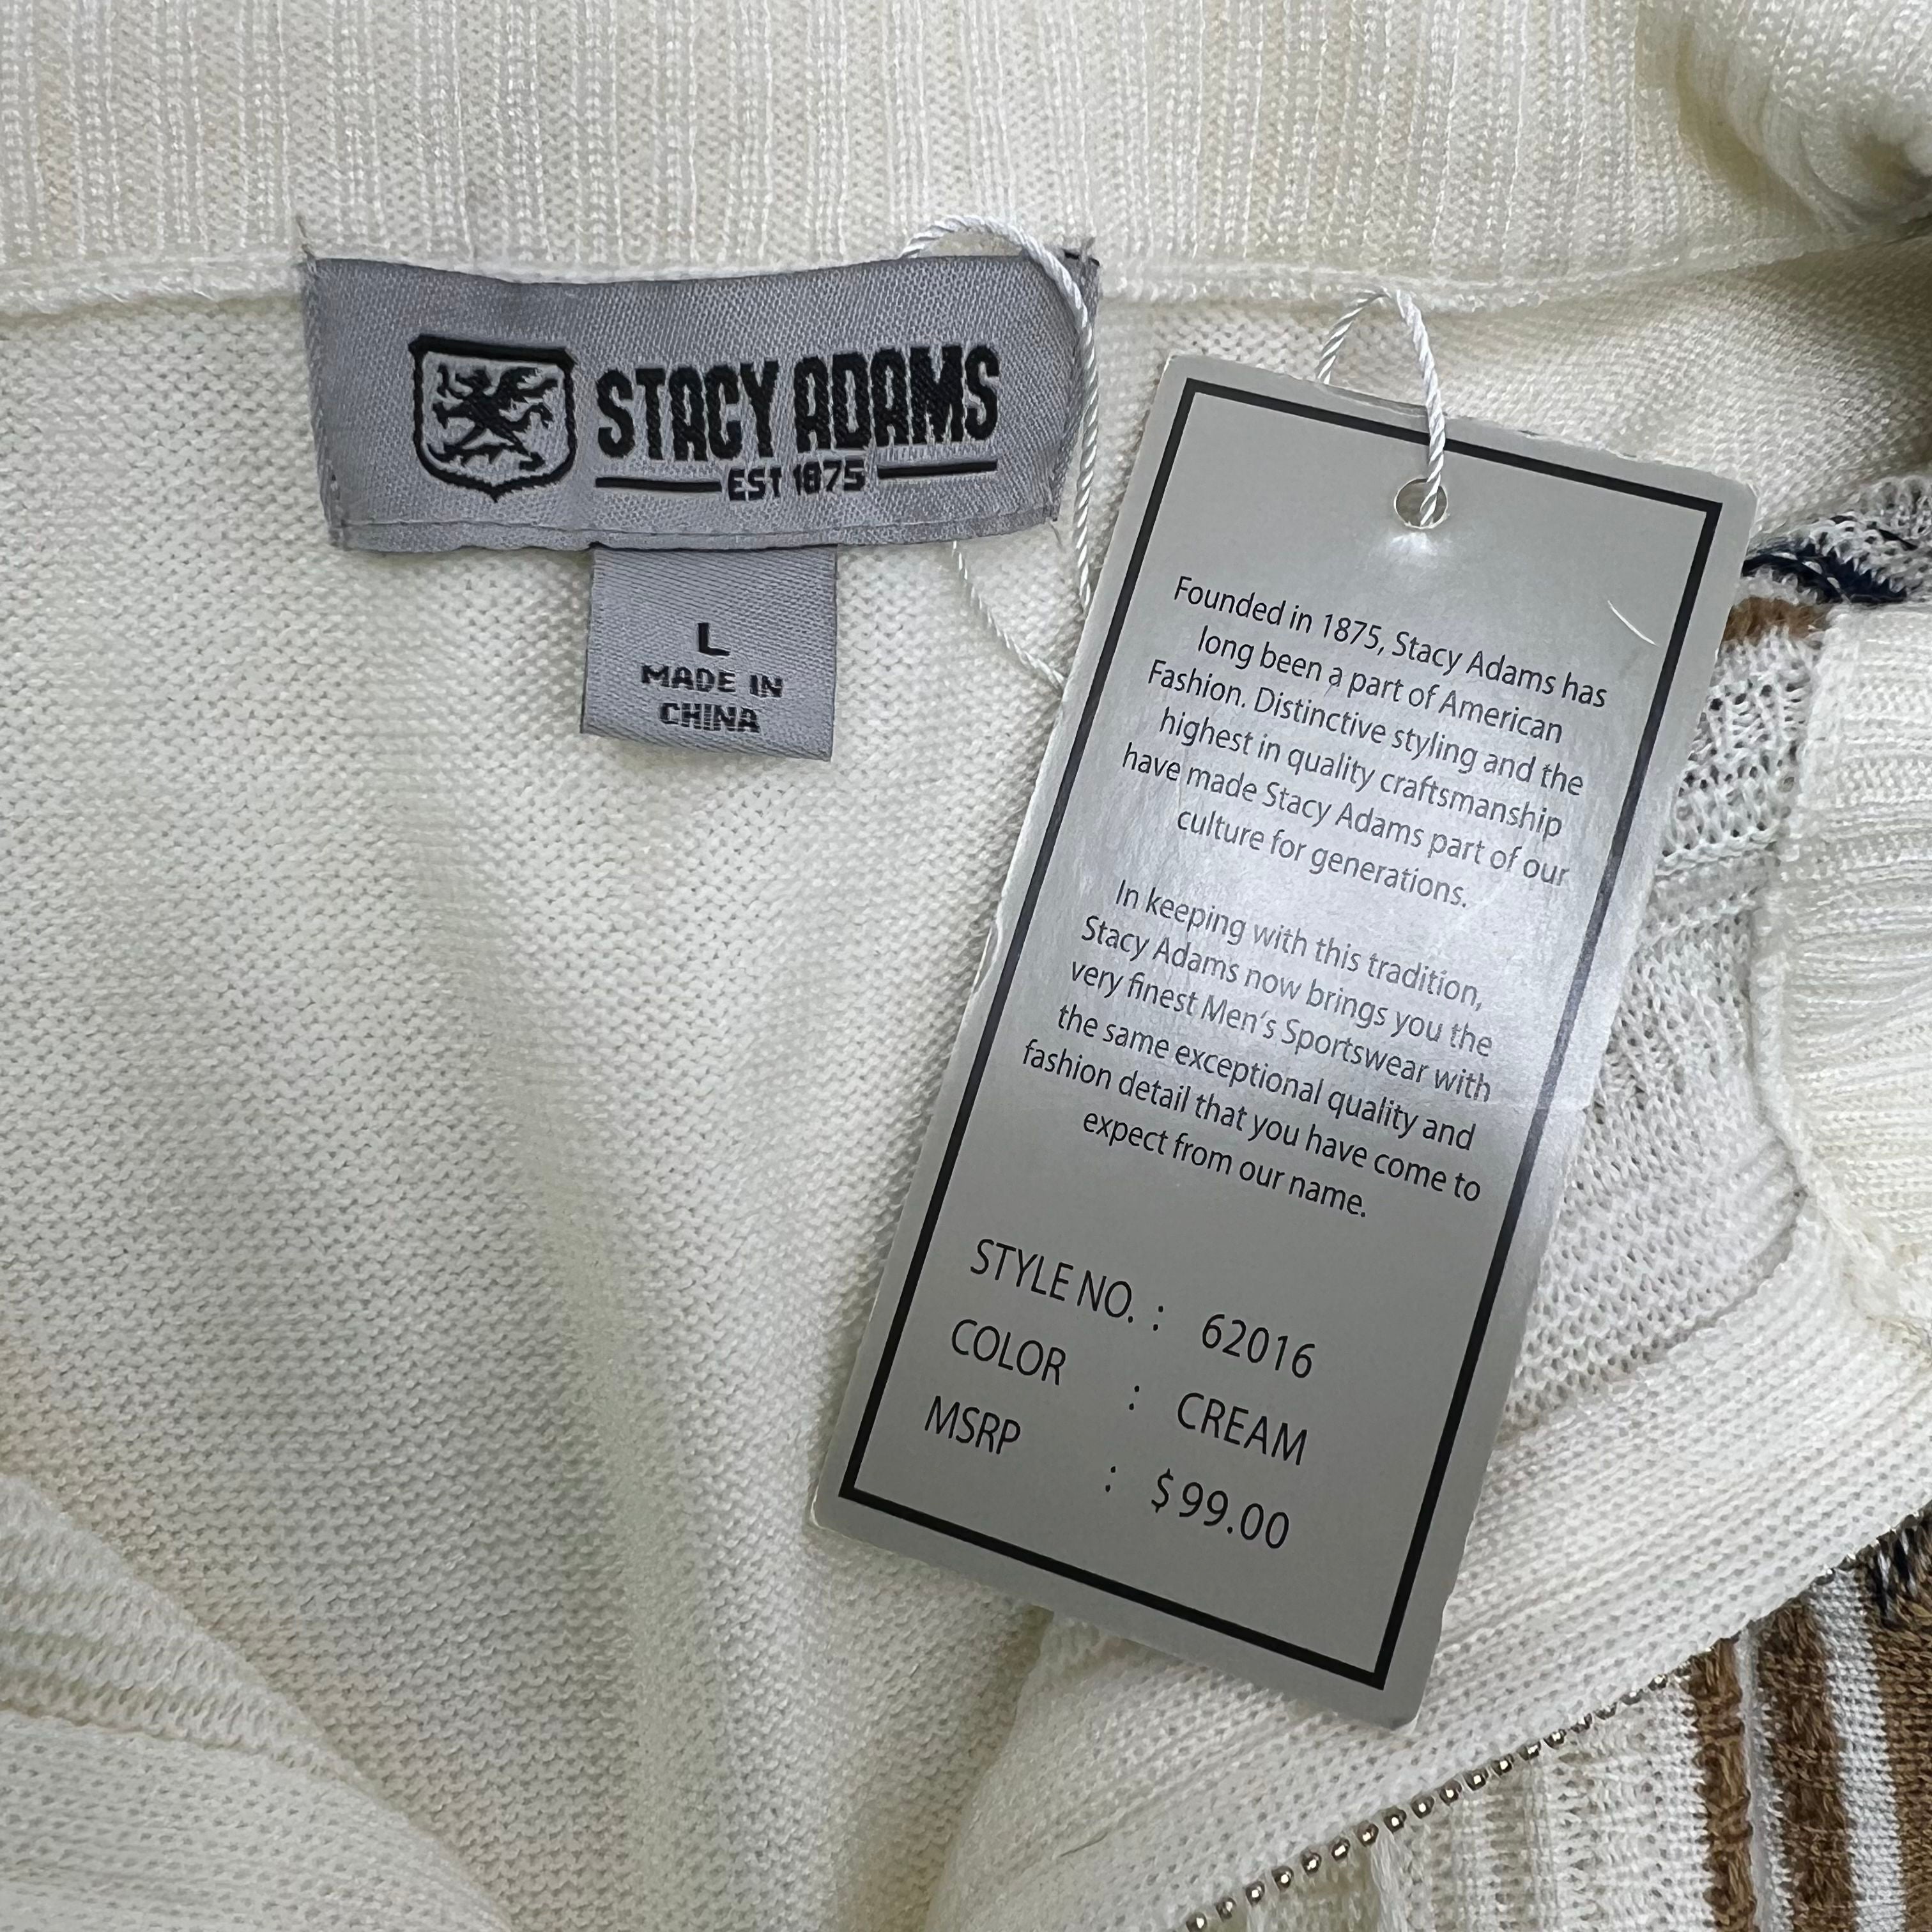 STACY ADAMS
EST 1875
L
MADE IN
CHINA
Founded in 1875, Stacy Adams has
long been a part of American
Fashion. Distinctive styling and the
highest in quality craftsmanship
have made Stacy Adams part of our
culture for generations.
In keeping with this tradition,
Stacy Adams now brings you the
very finest Men's Sportswear with
the same exceptional quality and
fashion detail that you have come to
expect from our name.
STYLE NO. : 62016
COLOR : CREAM
MSRP : $ 99.00